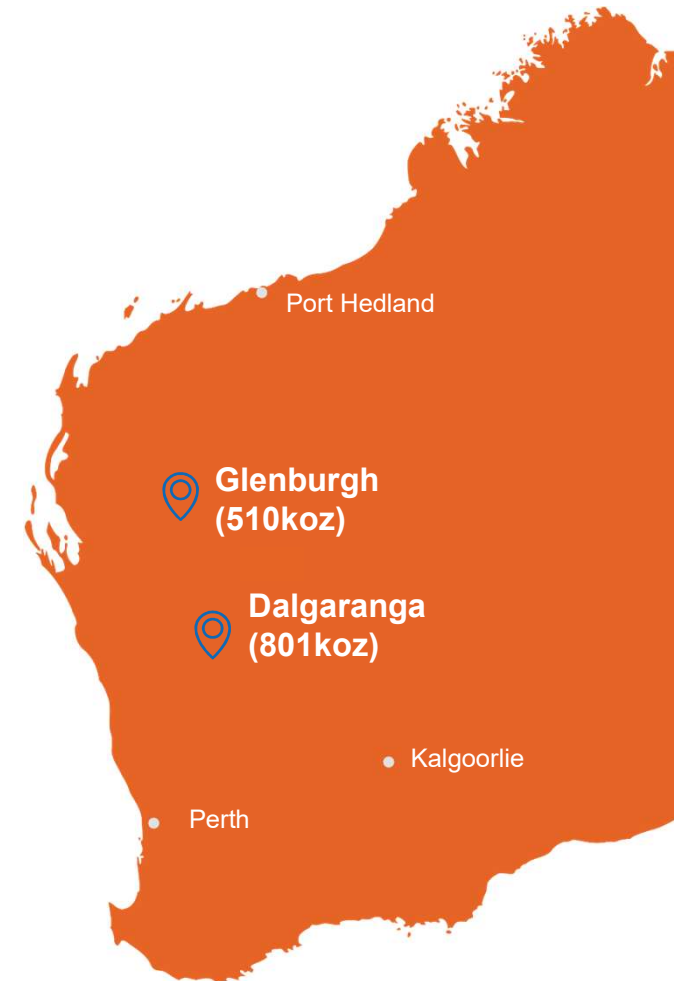 Port Hedland
Glenburgh
(510koz)
Dalgaranga
(801koz)
Kalgoorlie
Perth